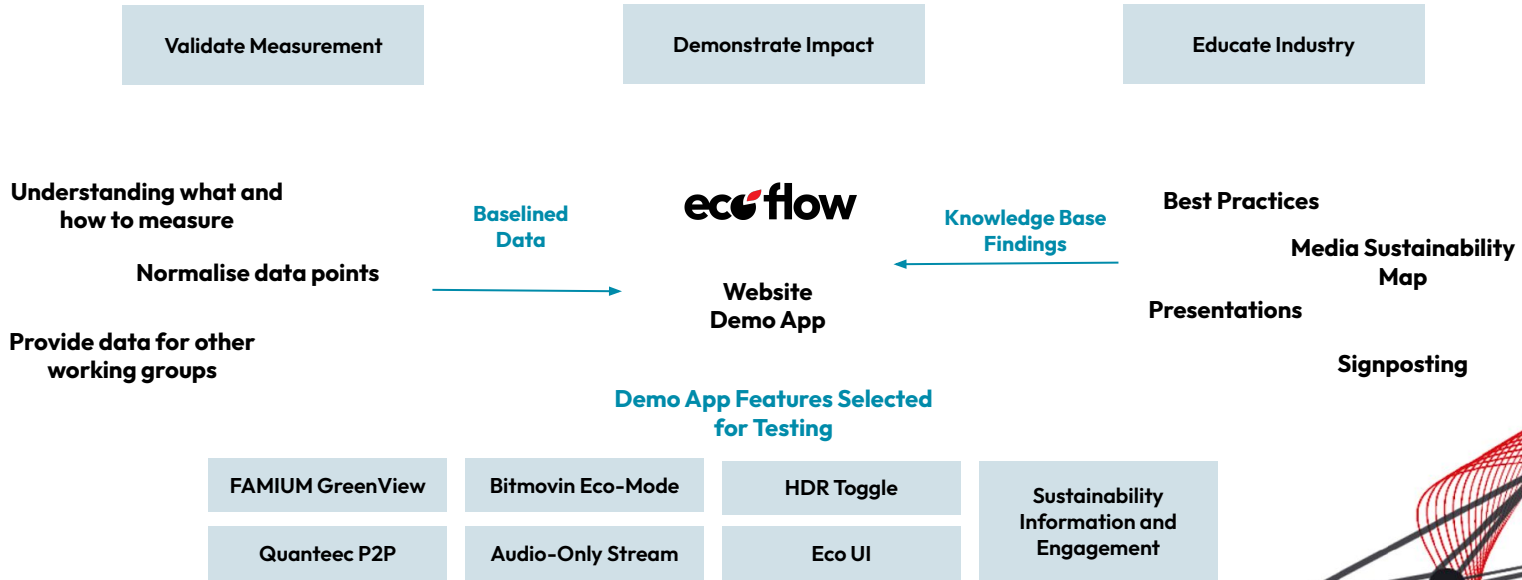 Validate Measurement
Demonstrate Impact
Educate Industry
Understanding what and
how to measure
Normalise data points
Provide data for other
working groups
Baselined
Data
ecoflow
Website
Demo App
Knowledge Base
Findings
Best Practices
Media Sustainability
Map
Presentations
Signposting
Demo App Features Selected
for Testing
FAMIUM GreenView
Bitmovin Eco-Mode
HDR Toggle
Sustainability
Information and
Engagement
Quanteec P2P
Audio-Only Stream
Eco UI